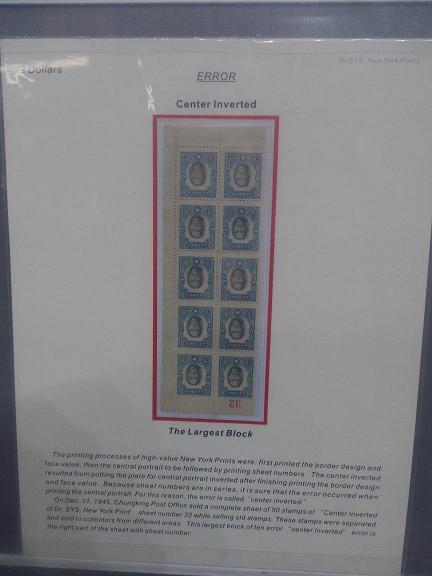 2 Dollars
Dr. SYS, New York Prints
ERROR
Center Inverted
32
The Largest Block
The printing processes of high-value New York Prints were: first printed the border design and
face value, then the central portrait to be followed by printing sheet numbers. The center inverted
resulted from putting the plate for central portrait inverted after finishing printing the border design
and face value. Because sheet numbers are in series, it is sure that the error occurred when
printing the central portrait. For this reason, the error is called "center inverted."
On Dec. 31, 1945, Chungking Post Office sold a complete sheet of 50 stamps of "Center Inverted
of Dr. SYS, New York Print" sheet number 32 while selling old stamps. These stamps were separated
and sold to collectors from different areas. This largest block of ten error "center inverted" error is
the right part of the sheet with sheet number.